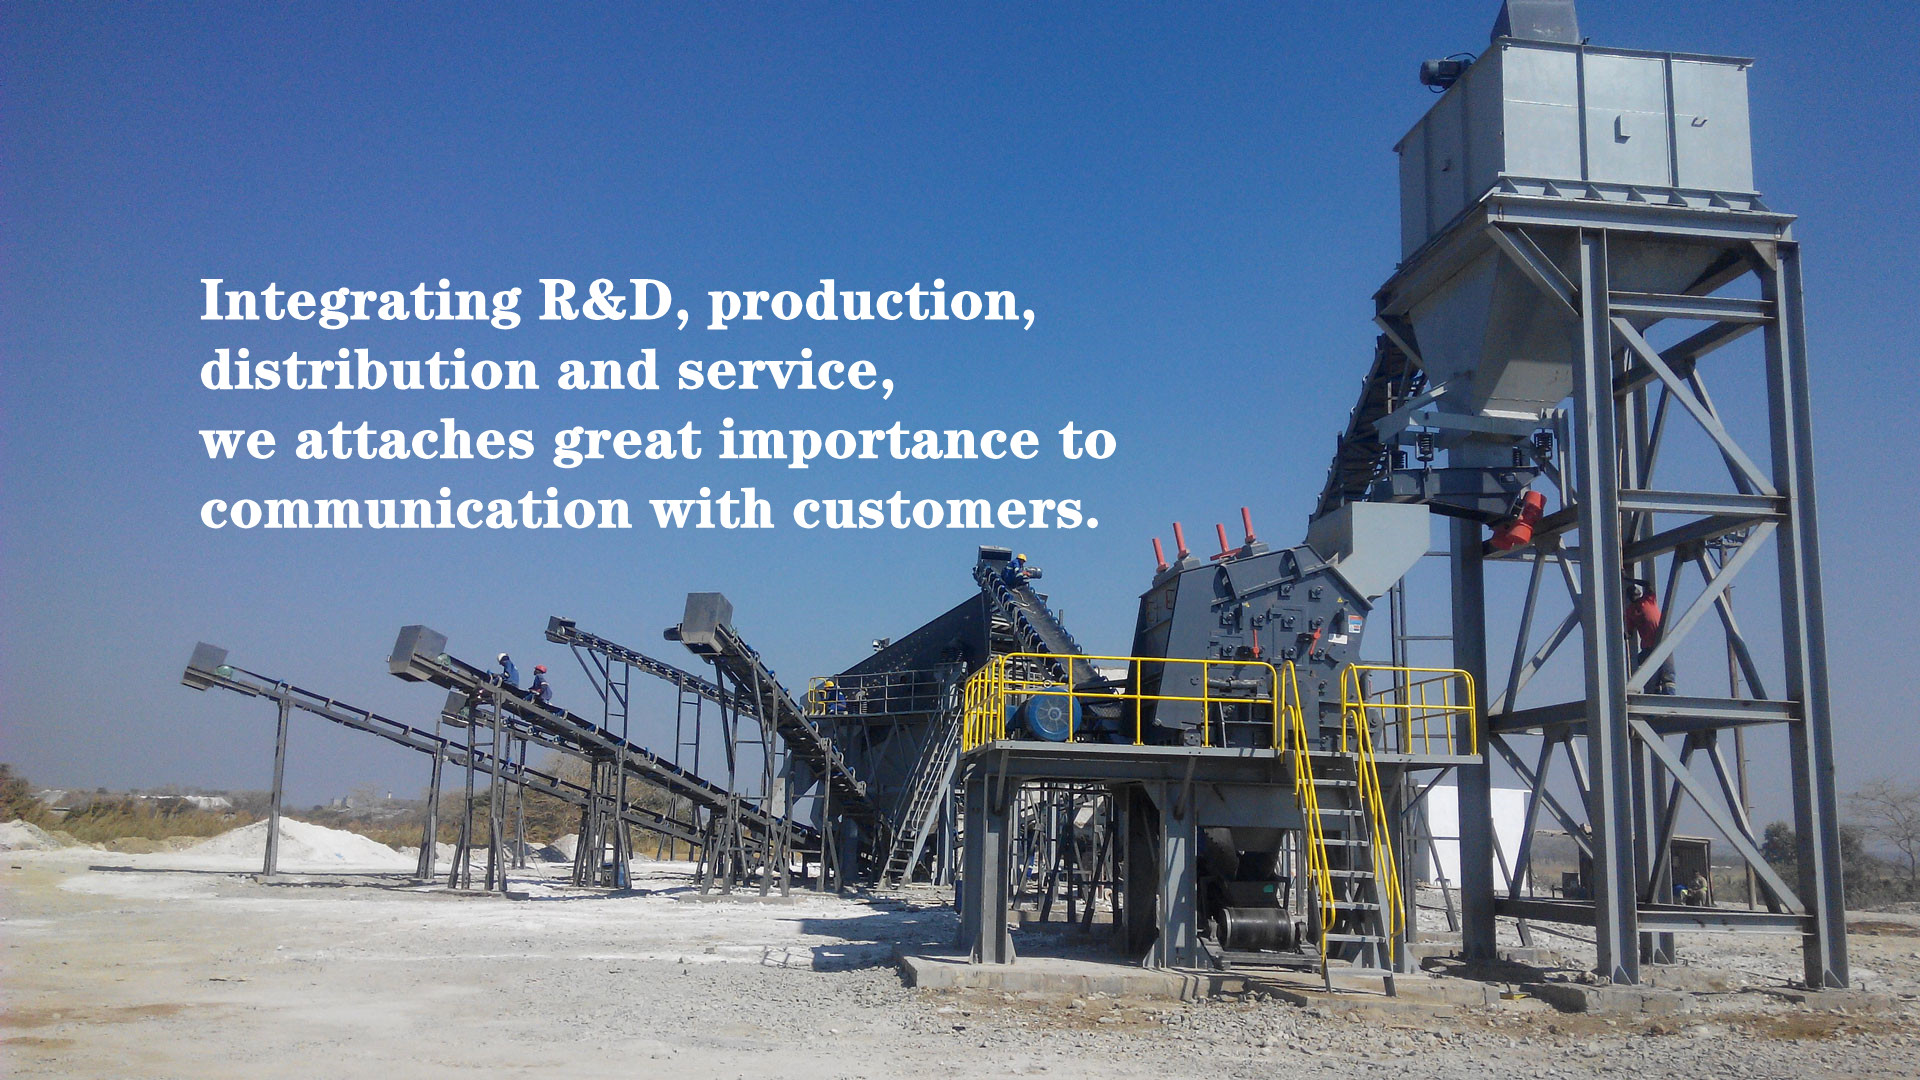 Integrating R&D, production,
distribution and service,
we attaches great importance to
communication with customers.